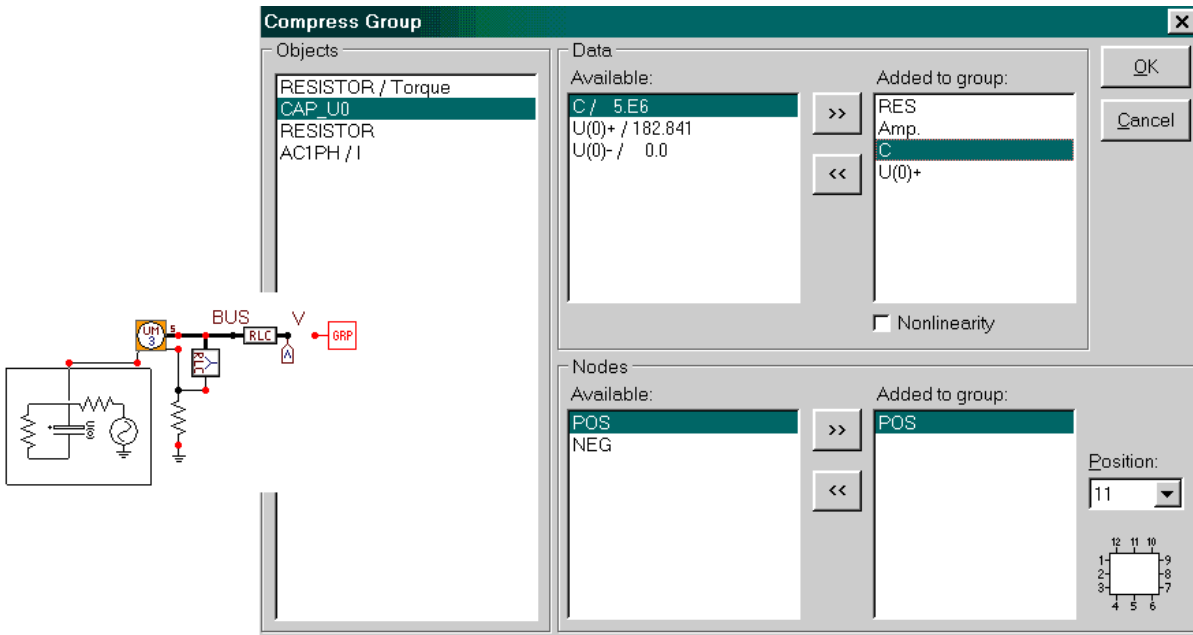 Compress Group
Objects
RESISTOR / Torque
CAP_U0
RESISTOR
AC1PH / I
Data
Available:
C / 5.E6
U(0)+ / 182.841
U(0)- / 0.0
>>
<<
Added to group:
RES
Amp.
C
U(0)+
Nonlinearity
OK
Cancel
Nodes
Available:
POS
NEG
>>
<<
Added to group:
POS
Position:
11
12 11 10
1 9
2 8
3 7
4 5 6
BUS V
UM
3
S
RLC
GRP
A
RLC
Y
U(0)
+